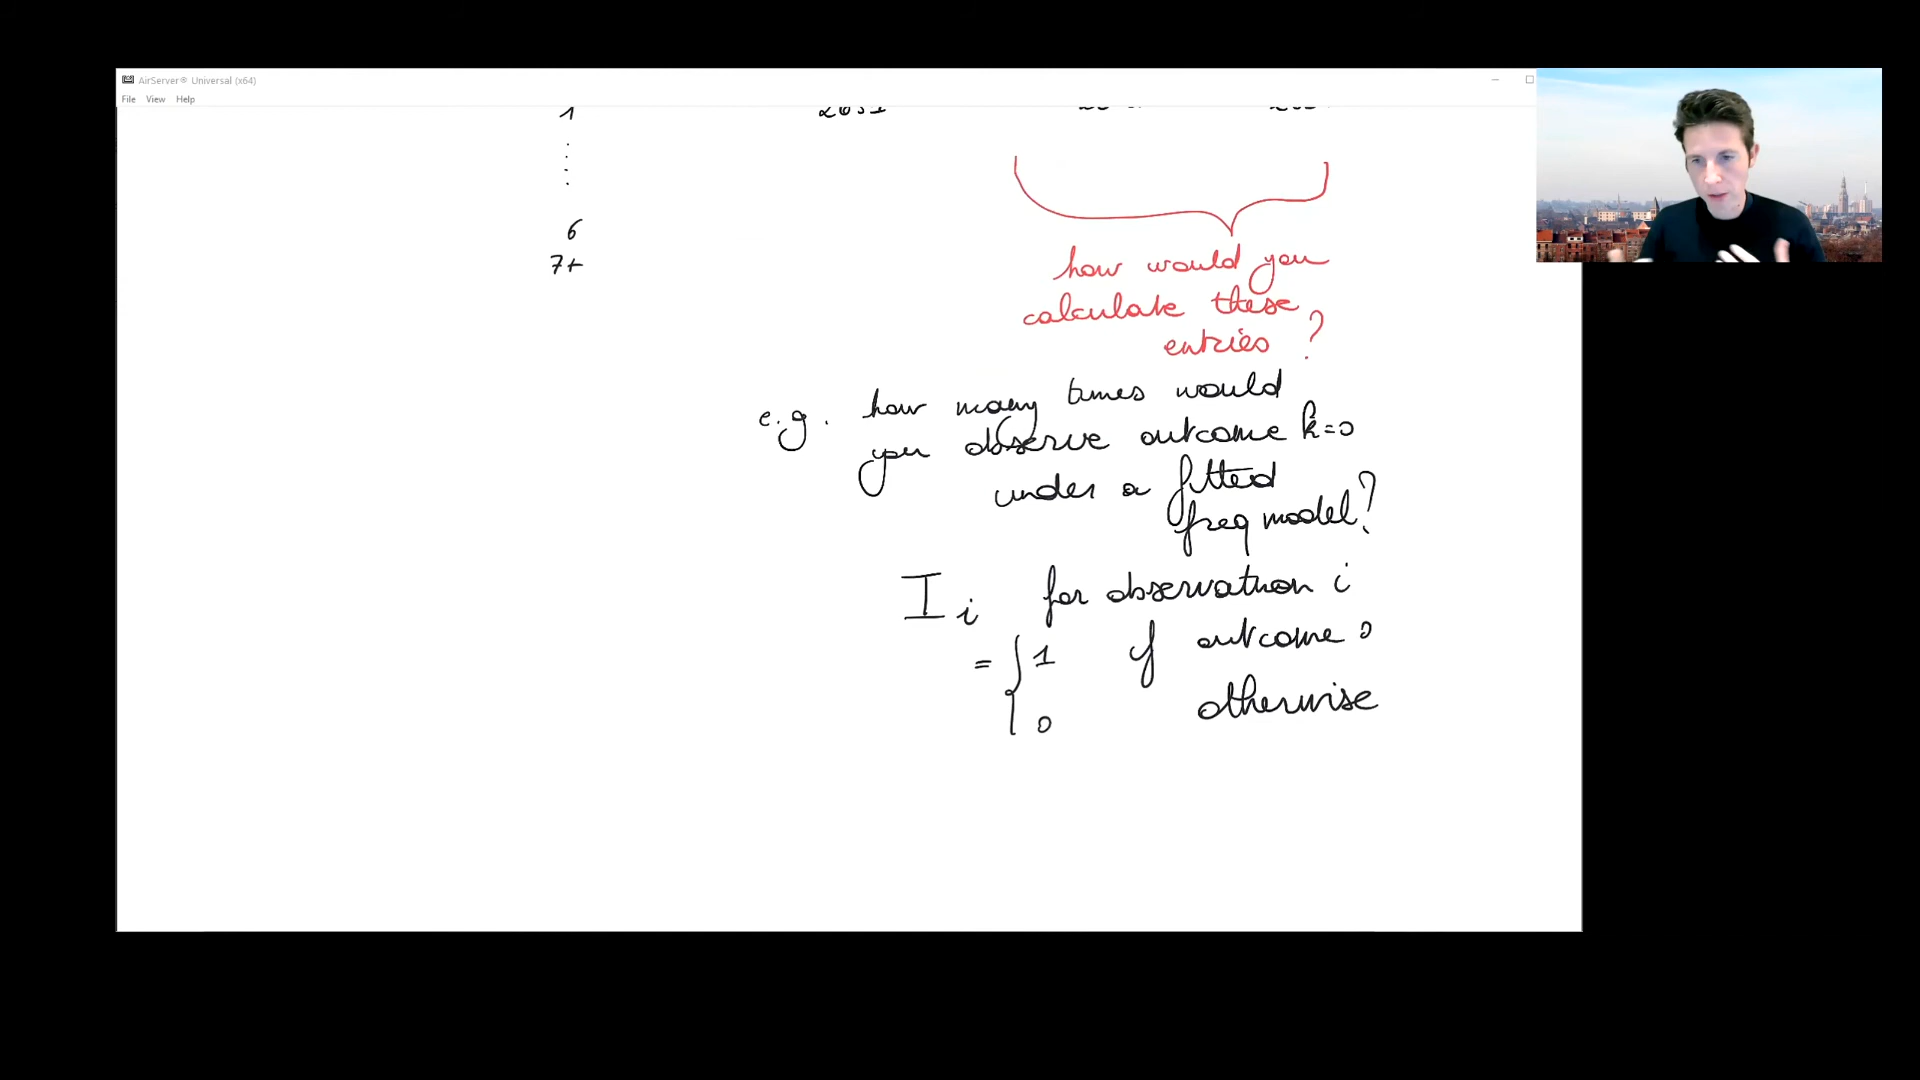 AirServer® Universal (x64)
File View Help
1 2651
6
7+
how would you
calculate these
entries ?
e.g. how many times would
you observe outcome k=0
under a fitted
freq model?
I i for observation i
= { 1 if outcome 0
0 otherwise